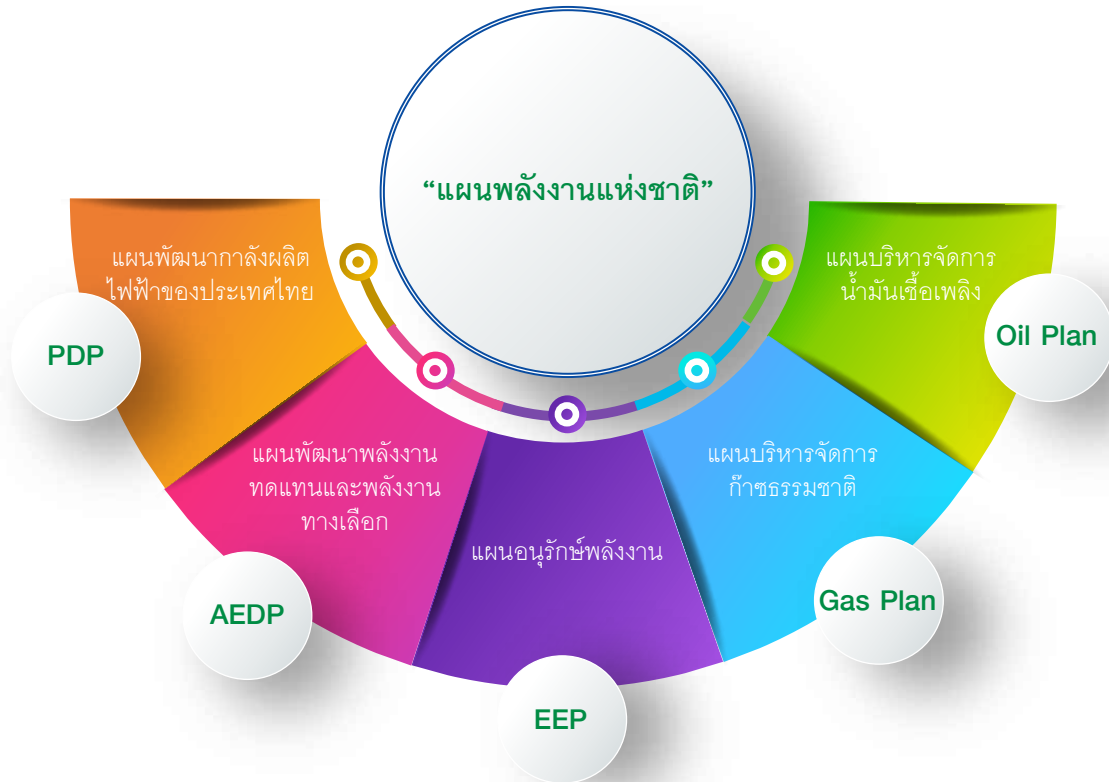 “แผนพลังงานแห่งชาติ”
แผนพัฒนากาลังผลิต
ไฟฟ้าของประเทศไทย
PDP
แผนพัฒนาพลังงาน
ทดแทนและพลังงาน
ทางเลือก
AEDP
แผนอนุรักษ์พลังงาน
EEP
แผนบริหารจัดการ
ก๊าซธรรมชาติ
Gas Plan
แผนบริหารจัดการ
น้ำมันเชื้อเพลิง
Oil Plan